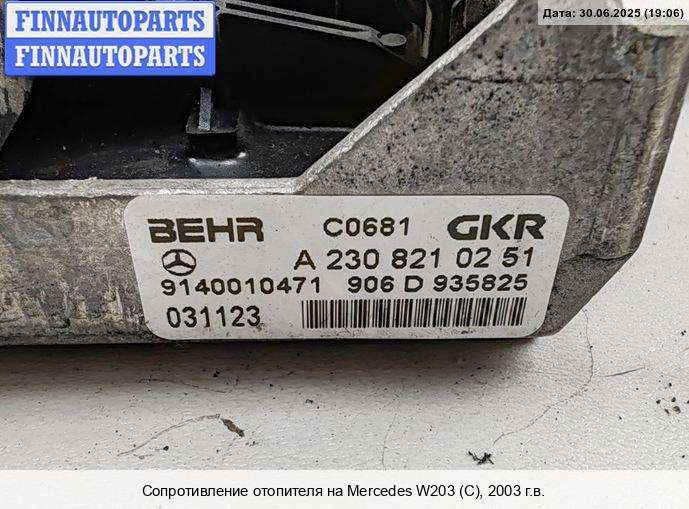 FINNAUTOPARTS
FINNAUTOPARTS
Дата: 30.06.2025 (19:06)
BEHR C0681 GKR
A 230 821 02 51
9140010471 906 D 935825
031123
Сопротивление отопителя на Mercedes W203 (C), 2003 г.в.